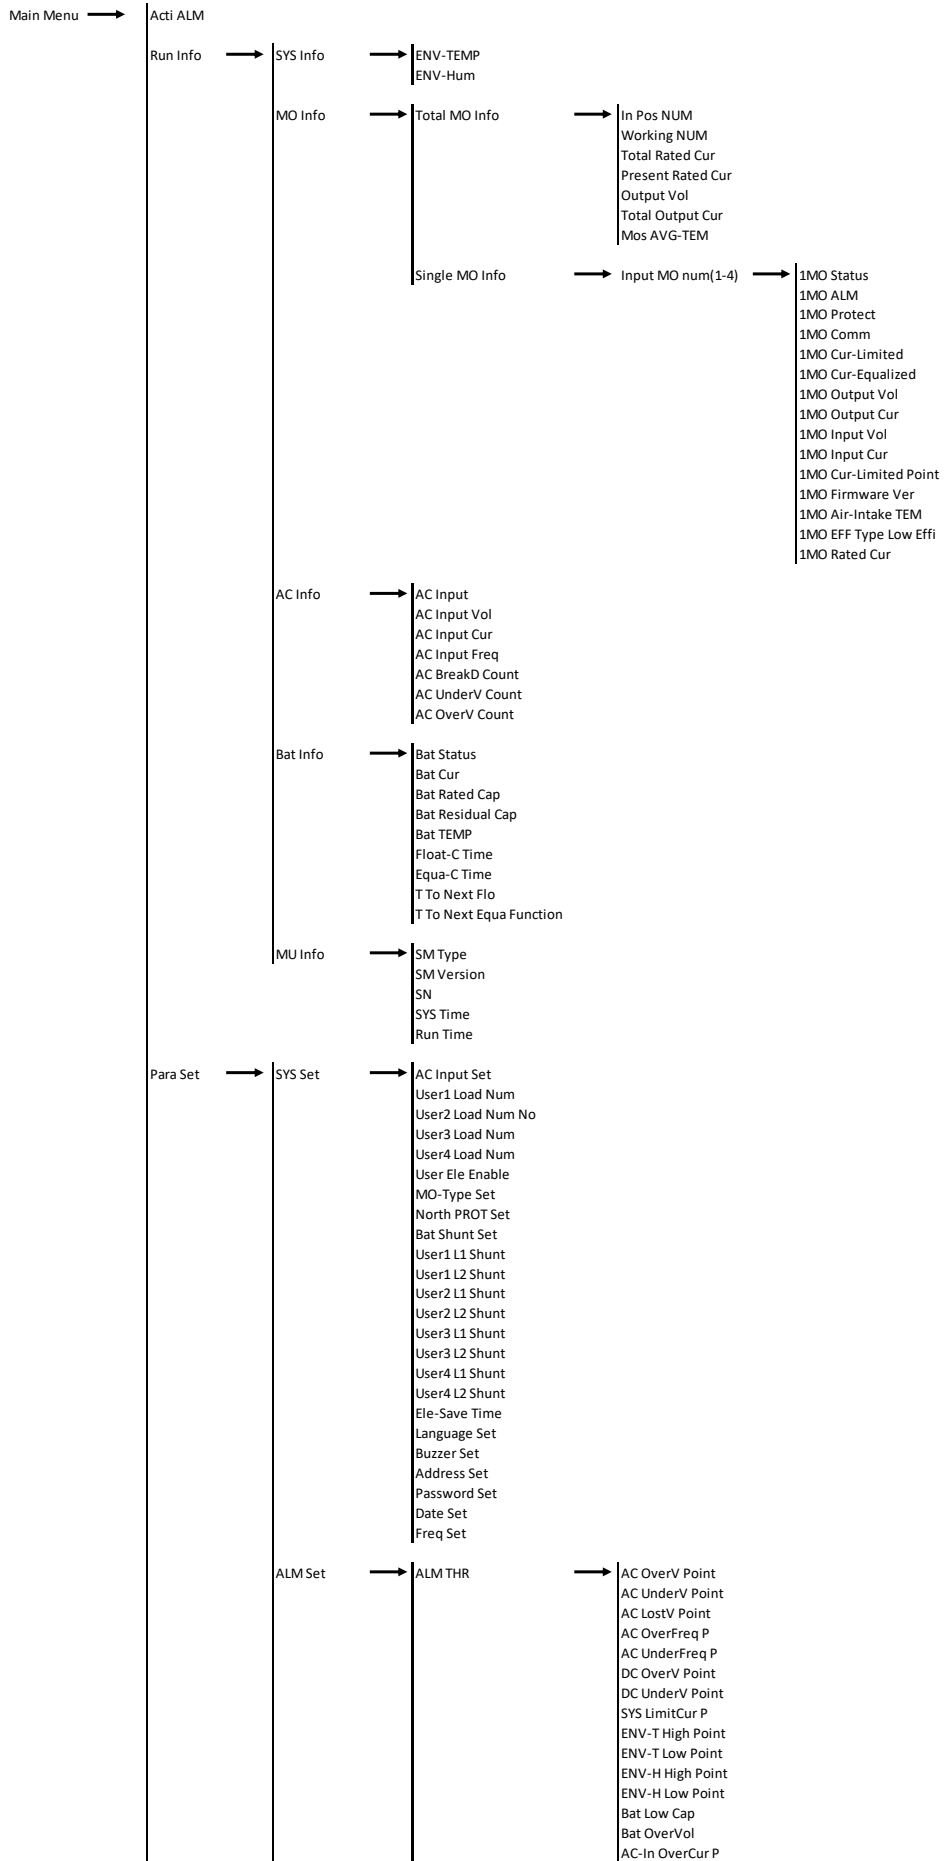 Main Menu
Acti ALM
Run Info
SYS Info
ENV-TEMP
ENV-Hum
MO Info
Total MO Info
In Pos NUM
Working NUM
Total Rated Cur
Present Rated Cur
Output Vol
Total Output Cur
Mos AVG-TEM
Single MO Info
Input MO num(1-4)
1MO Status
1MO ALM
1MO Protect
1MO Comm
1MO Cur-Limited
1MO Cur-Equalized
1MO Output Vol
1MO Output Cur
1MO Input Vol
1MO Input Cur
1MO Cur-Limited Point
1MO Firmware Ver
1MO Air-Intake TEM
1MO EFF Type Low Effi
1MO Rated Cur
AC Info
AC Input
AC Input Vol
AC Input Cur
AC Input Freq
AC BreakD Count
AC UnderV Count
AC OverV Count
Bat Info
Bat Status
Bat Cur
Bat Rated Cap
Bat Residual Cap
Bat TEMP
Float-C Time
Equa-C Time
T To Next Flo
T To Next Equa Function
MU Info
SM Type
SM Version
SN
SYS Time
Run Time
Para Set
SYS Set
AC Input Set
User1 Load Num
User2 Load Num No
User3 Load Num
User4 Load Num
User Ele Enable
MO-Type Set
North PROT Set
Bat Shunt Set
User1 L1 Shunt
User1 L2 Shunt
User2 L1 Shunt
User2 L2 Shunt
User3 L1 Shunt
User3 L2 Shunt
User4 L1 Shunt
User4 L2 Shunt
Ele-Save Time
Language Set
Buzzer Set
Address Set
Password Set
Date Set
Freq Set
ALM Set
ALM THR
AC OverV Point
AC UnderV Point
AC LostV Point
AC OverFreq P
AC UnderFreq P
DC OverV Point
DC UnderV Point
SYS LimitCur P
ENV-T High Point
ENV-T Low Point
ENV-H High Point
ENV-H Low Point
Bat Low Cap
Bat OverVol
AC-In OverCur P